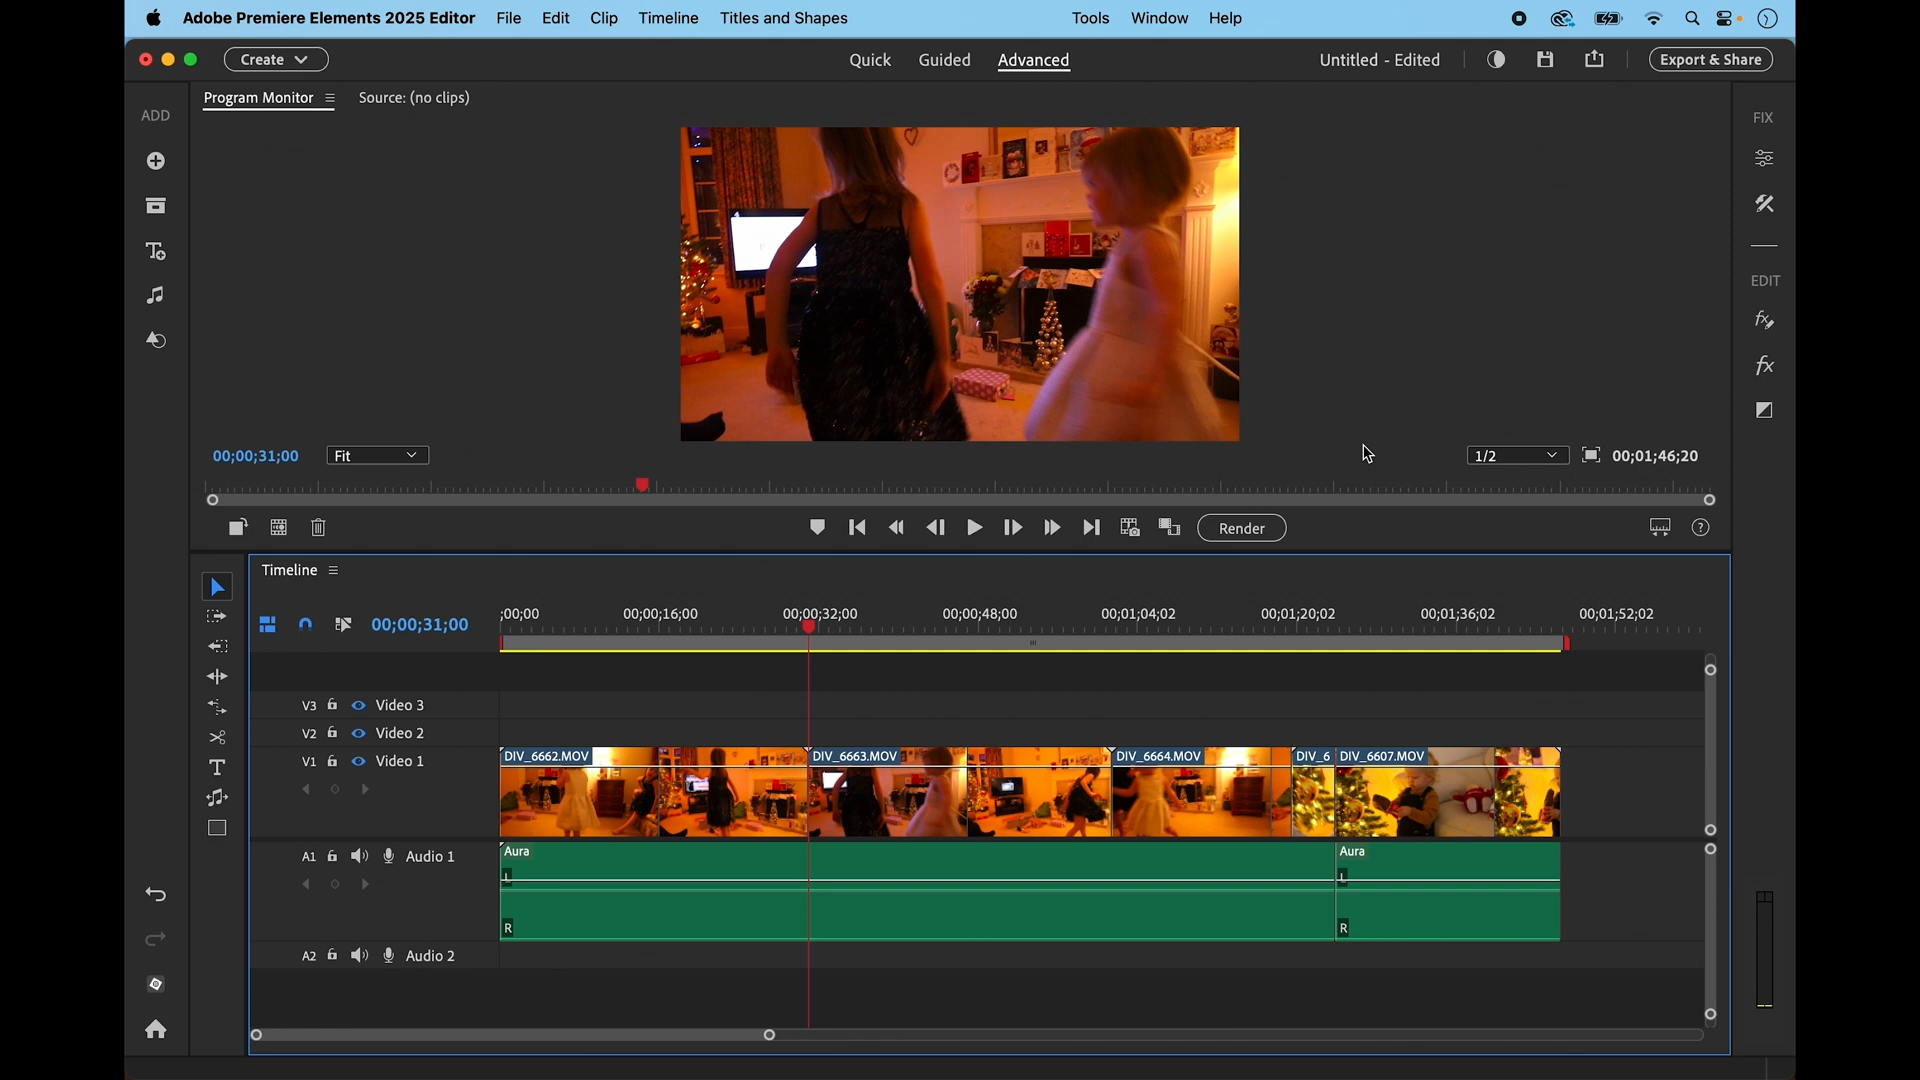 Adobe Premiere Elements 2025 Editor File Edit Clip Timeline Titles and Shapes Tools Window Help
Create Quick Guided Advanced Untitled - Edited Export & Share
Program Monitor Source: (no clips)
ADD
FIX
EDIT
00;00;31;00 Fit 1/2 00;01;46;20
Render
Timeline
00;00;31;00 ;00;00 00;00;16;00 00;00;32;00 00;00;48;00 00;01;04;02 00;01;20;02 00;01;36;02 00;01;52;02
V3 Video 3
V2 Video 2
V1 Video 1 DIV_6662.MOV DIV_6663.MOV DIV_6664.MOV DIV_6 DIV_6607.MOV
Aura Aura
A1 Audio 1
L L
R R
A2 Audio 2